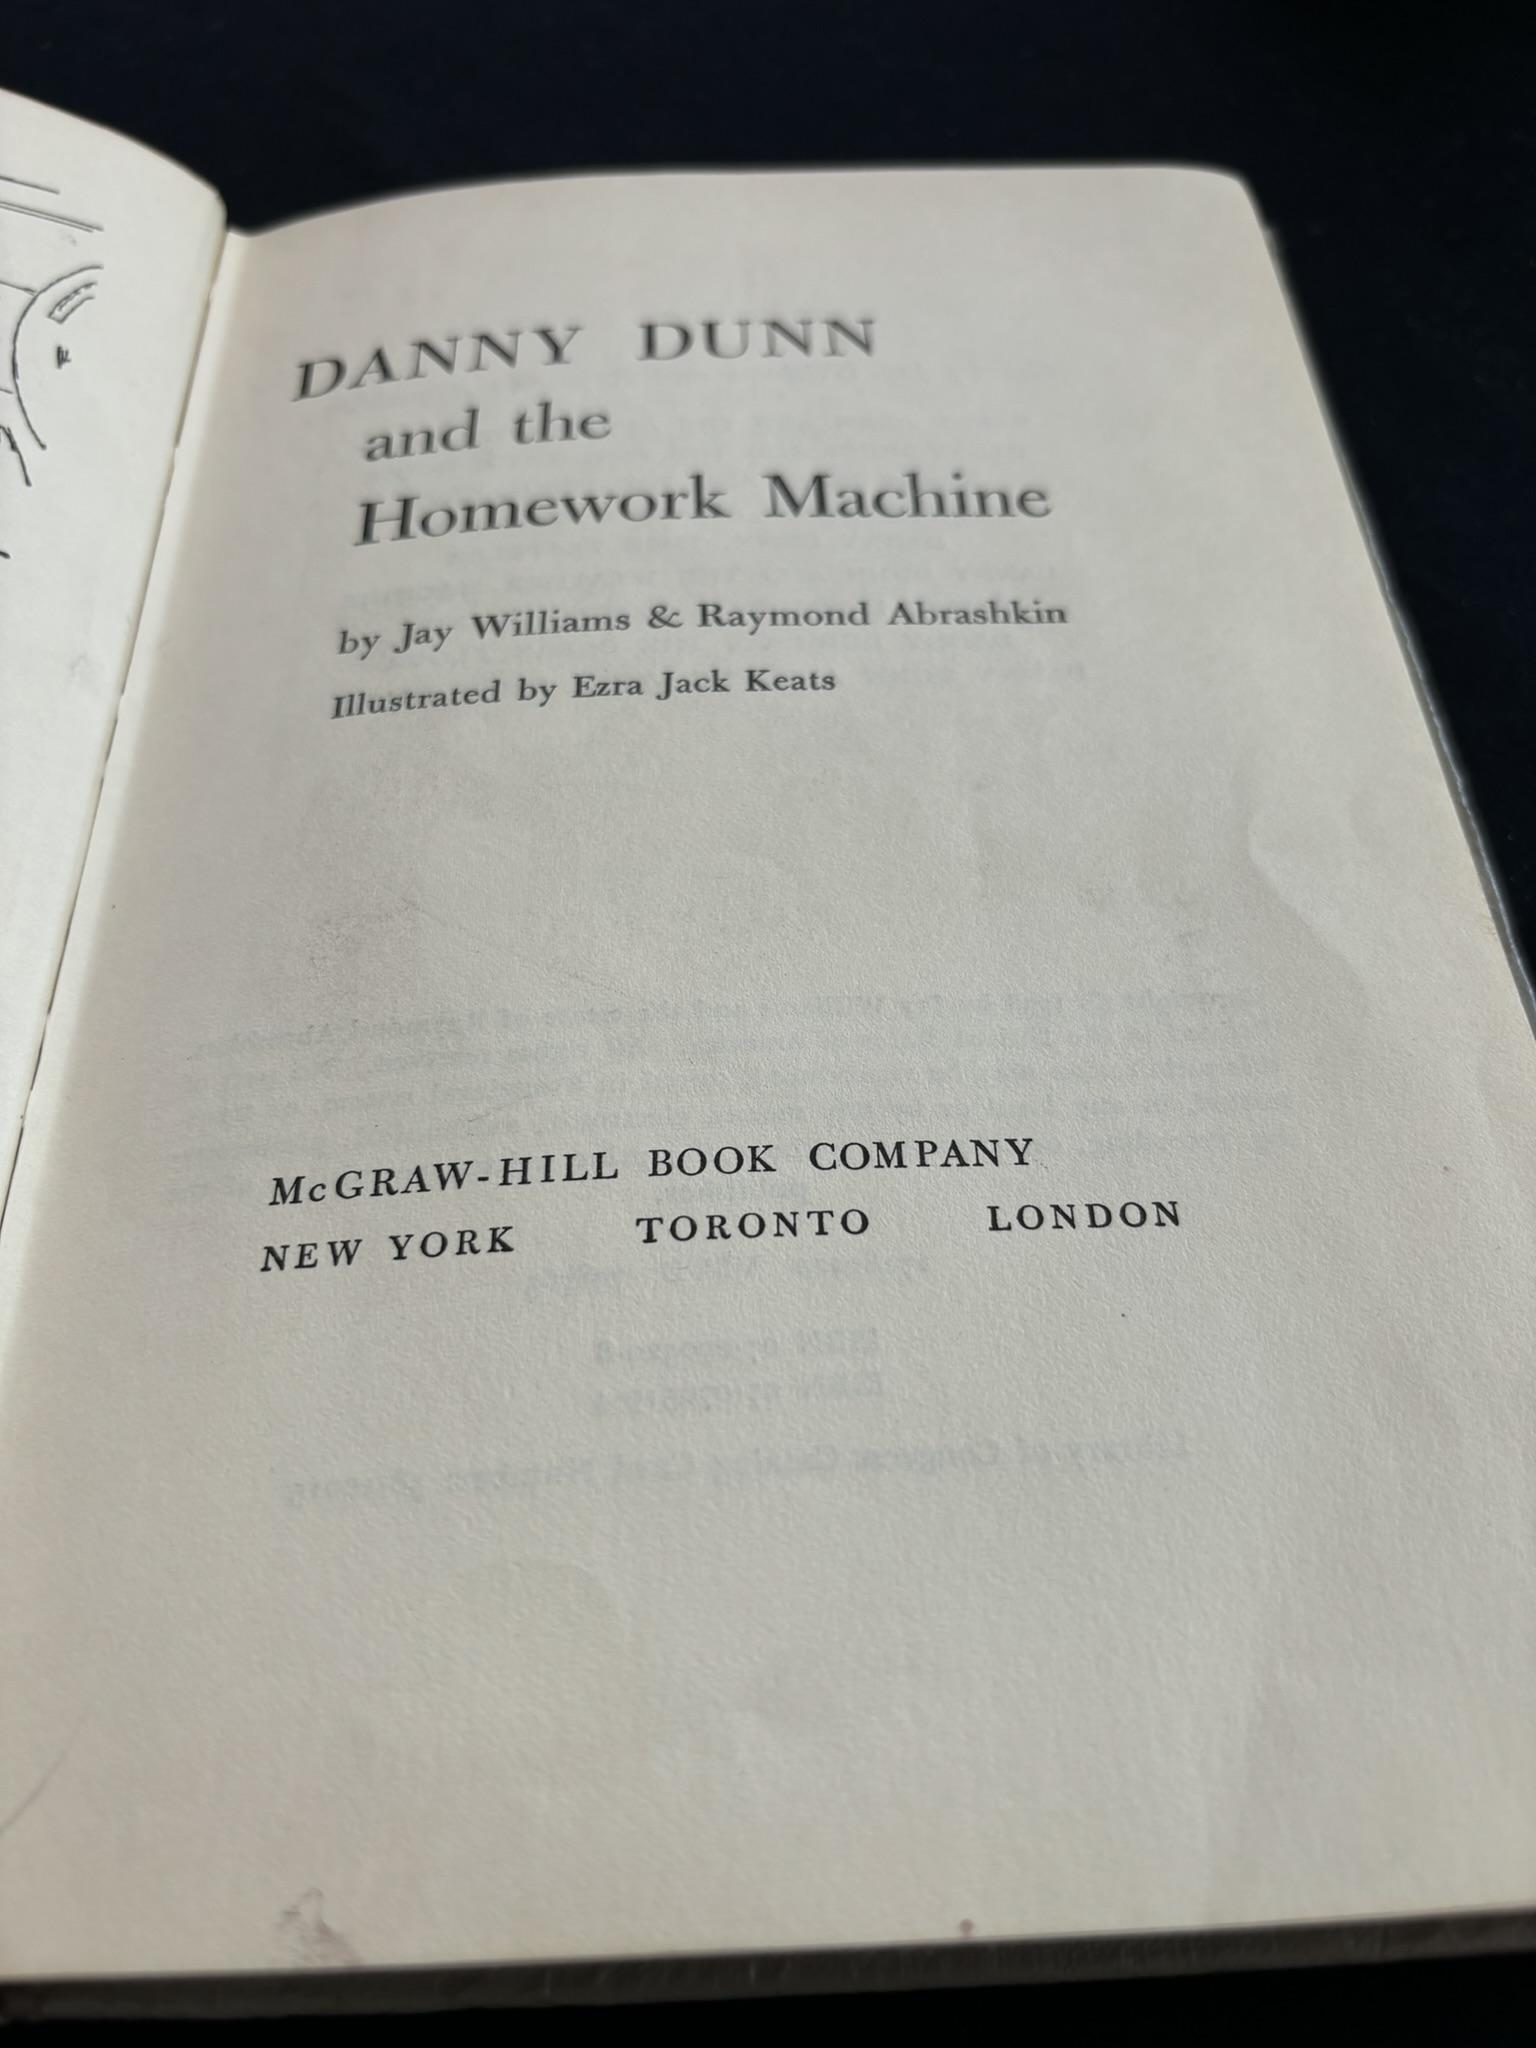 DANNY DUNN
and the
Homework Machine
by Jay Williams & Raymond Abrashkin
Illustrated by Ezra Jack Keats
McGRAW-HILL BOOK COMPANY
NEW YORK TORONTO LONDON